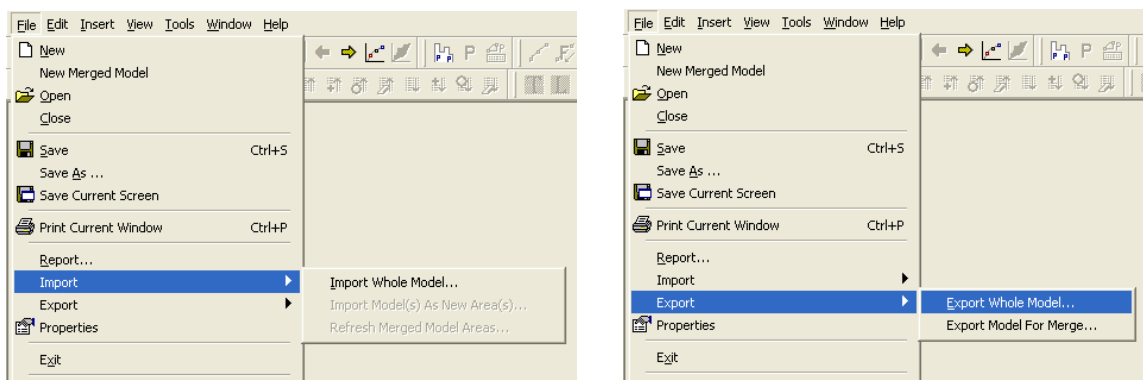 File Edit Insert View Tools Window Help
New
New Merged Model
Open
Close
Save Ctrl+S
Save As ...
Save Current Screen
Print Current Window Ctrl+P
Report...
Import
Import Whole Model...
Export
Import Model(s) As New Area(s)...
Properties
Refresh Merged Model Areas...
Exit
File Edit Insert View Tools Window Help
New
New Merged Model
Open
Close
Save Ctrl+S
Save As ...
Save Current Screen
Print Current Window Ctrl+P
Report...
Import
Export
Export Whole Model...
Properties
Export Model For Merge...
Exit